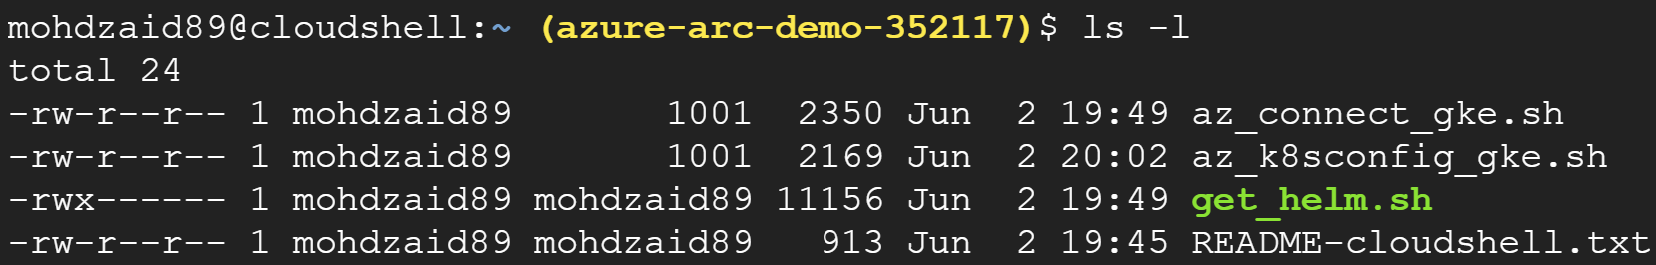 mohdzaid89@cloudshell:~ (azure-arc-demo-352117)$ ls -l
total 24
-rw-r--r-- 1 mohdzaid89       1001  2350 Jun  2 19:49 az_connect_gke.sh
-rw-r--r-- 1 mohdzaid89       1001  2169 Jun  2 20:02 az_k8sconfig_gke.sh
-rwx------ 1 mohdzaid89 mohdzaid89 11156 Jun  2 19:49 get_helm.sh
-rw-r--r-- 1 mohdzaid89 mohdzaid89   913 Jun  2 19:45 README-cloudshell.txt